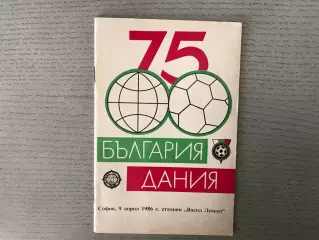 75
БЪЛГАРИЯ
ДАНИЯ
София, 9 април 1986 г. стадион „Васил Левски“